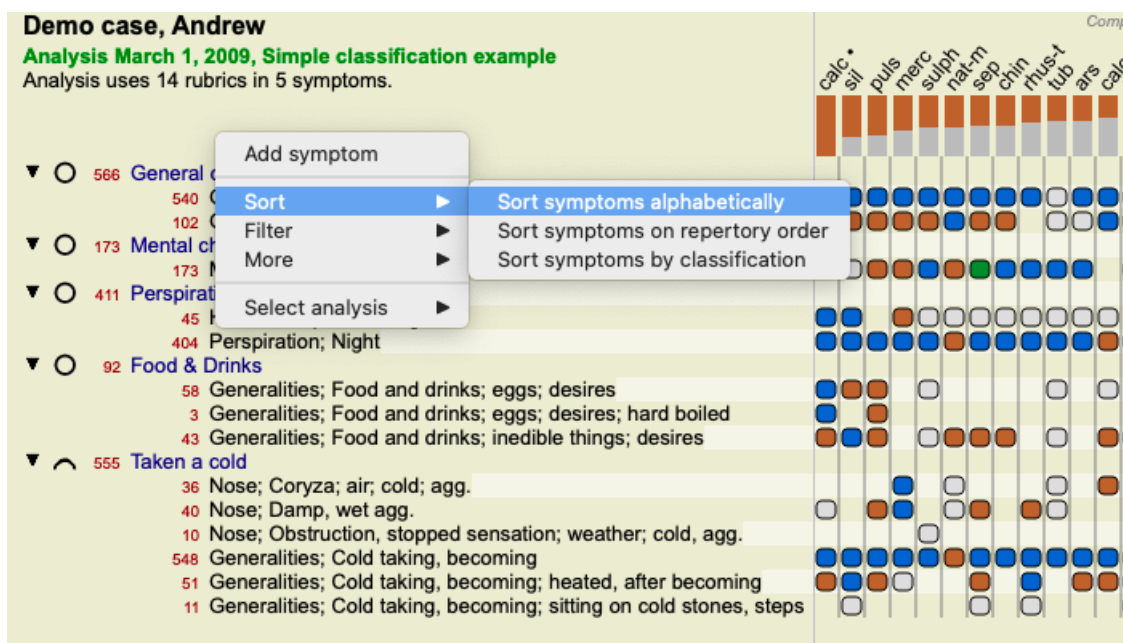 Demo case, Andrew
Comp
Analysis March 1, 2009, Simple classification example
Analysis uses 14 rubrics in 5 symptoms.
calc • sil puls merc sulph nat-m sep chin rhus-t tub ars calc
Add symptom
566 General
540 Sort Sort symptoms alphabetically
102 Filter Sort symptoms on repertory order
173 Mental ch
173 More Sort symptoms by classification
411 Perspirati
45 Select analysis
404 Perspiration; Night
92 Food & Drinks
58 Generalities; Food and drinks; eggs; desires
3 Generalities; Food and drinks; eggs; desires; hard boiled
43 Generalities; Food and drinks; inedible things; desires
555 Taken a cold
36 Nose; Coryza; air; cold; agg.
40 Nose; Damp, wet agg.
10 Nose; Obstruction, stopped sensation; weather; cold, agg.
548 Generalities; Cold taking, becoming
51 Generalities; Cold taking, becoming; heated, after becoming
11 Generalities; Cold taking, becoming; sitting on cold stones, steps